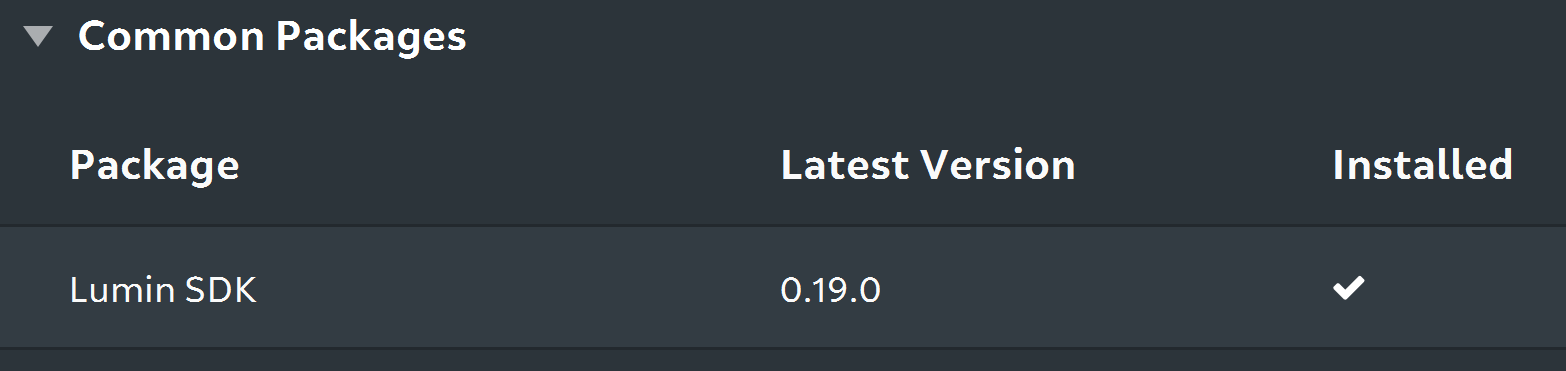 Common Packages
Package Latest Version Installed
Lumin SDK 0.19.0